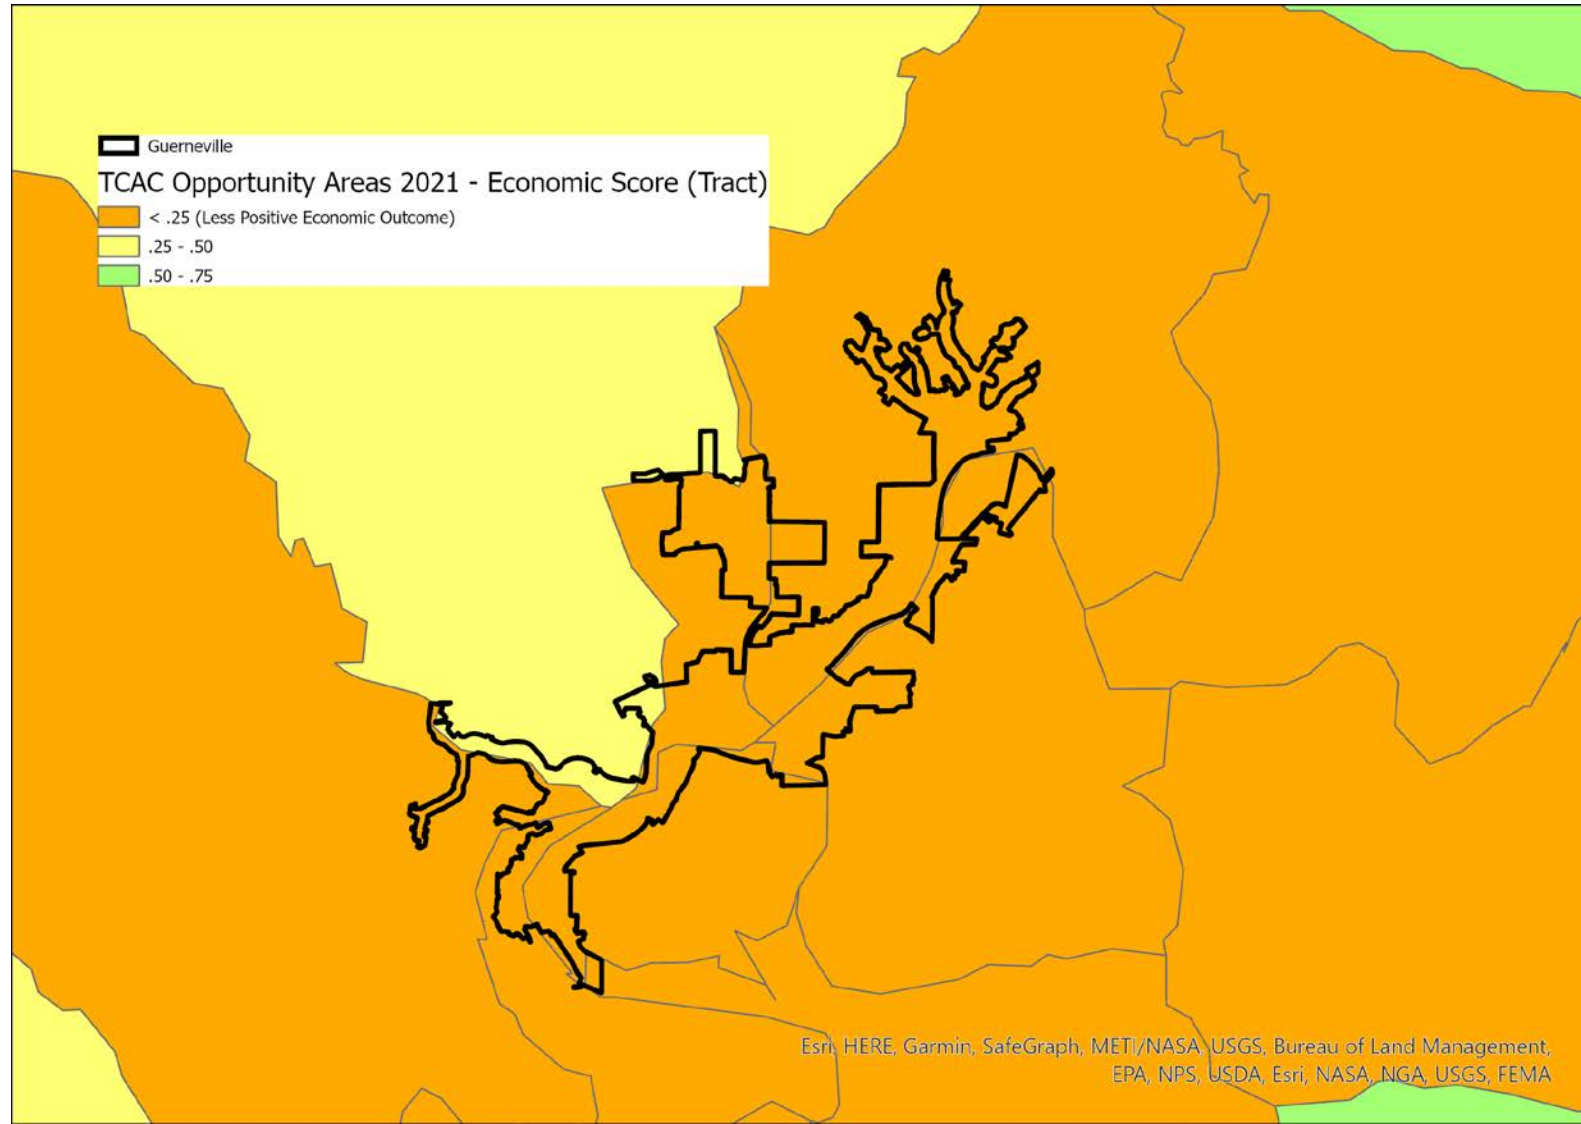 Guerneville
TCAC Opportunity Areas 2021 - Economic Score (Tract)
< .25 (Less Positive Economic Outcome)
.25 - .50
.50 - .75
Esri, HERE, Garmin, SafeGraph, METI/NASA, USGS, Bureau of Land Management,
EPA, NPS, USDA, Esri, NASA, NGA, USGS, FEMA